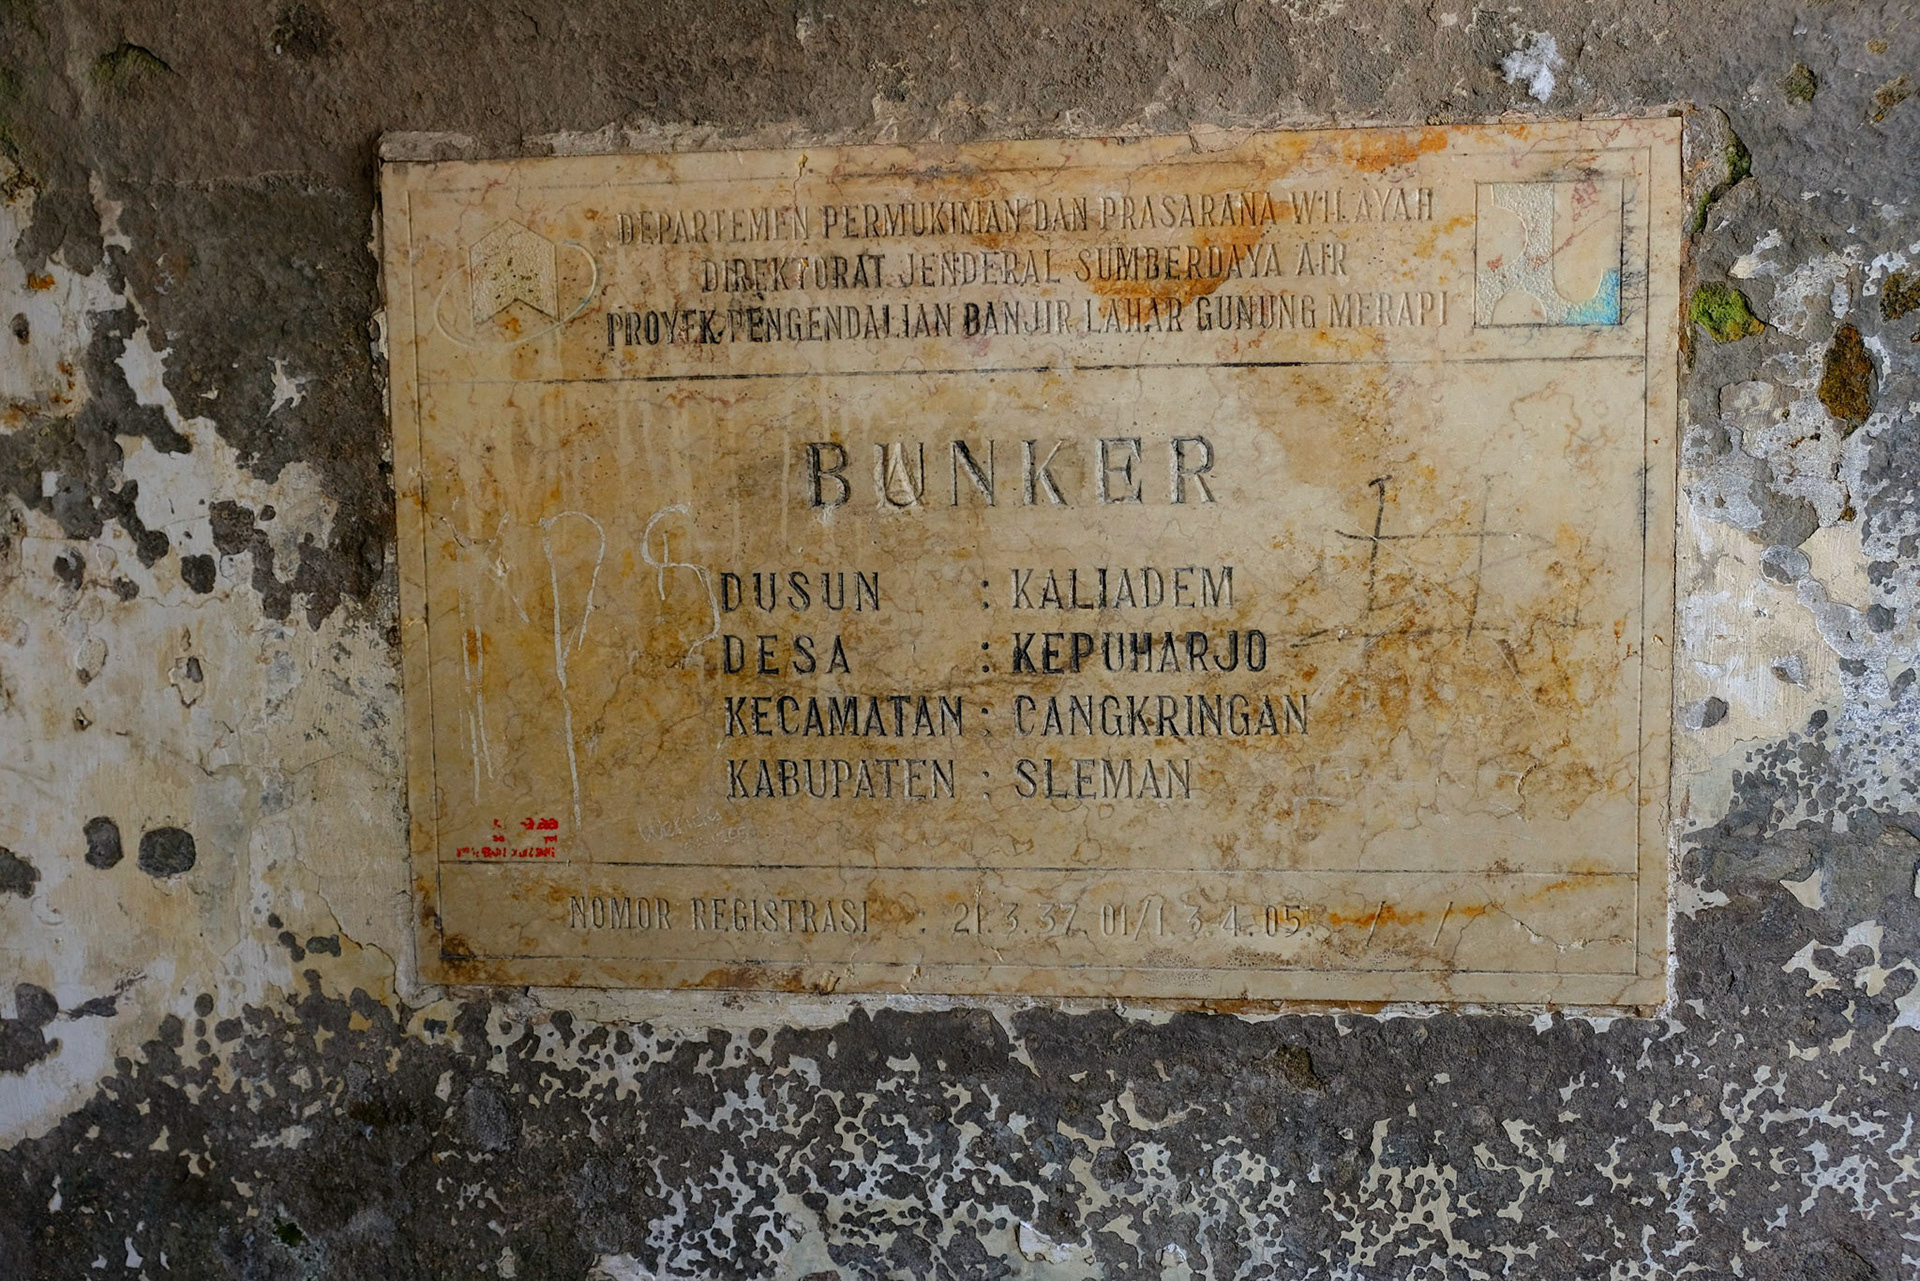 DEPARTEMEN PERMUKIMAN DAN PRASARANA WILAYAH
DIREKTORAT JENDERAL SUMBERDAYA AIR
PROYEK PENGENDALIAN BANJIR LAHAR GUNUNG MERAPI
BUNKER
DUSUN : KALIADEM
DESA : KEPUHARJO
KECAMATAN : CANGKRINGAN
KABUPATEN : SLEMAN
NOMOR REGISTRASI : 21.3.37.01/1.3.4.05. / /